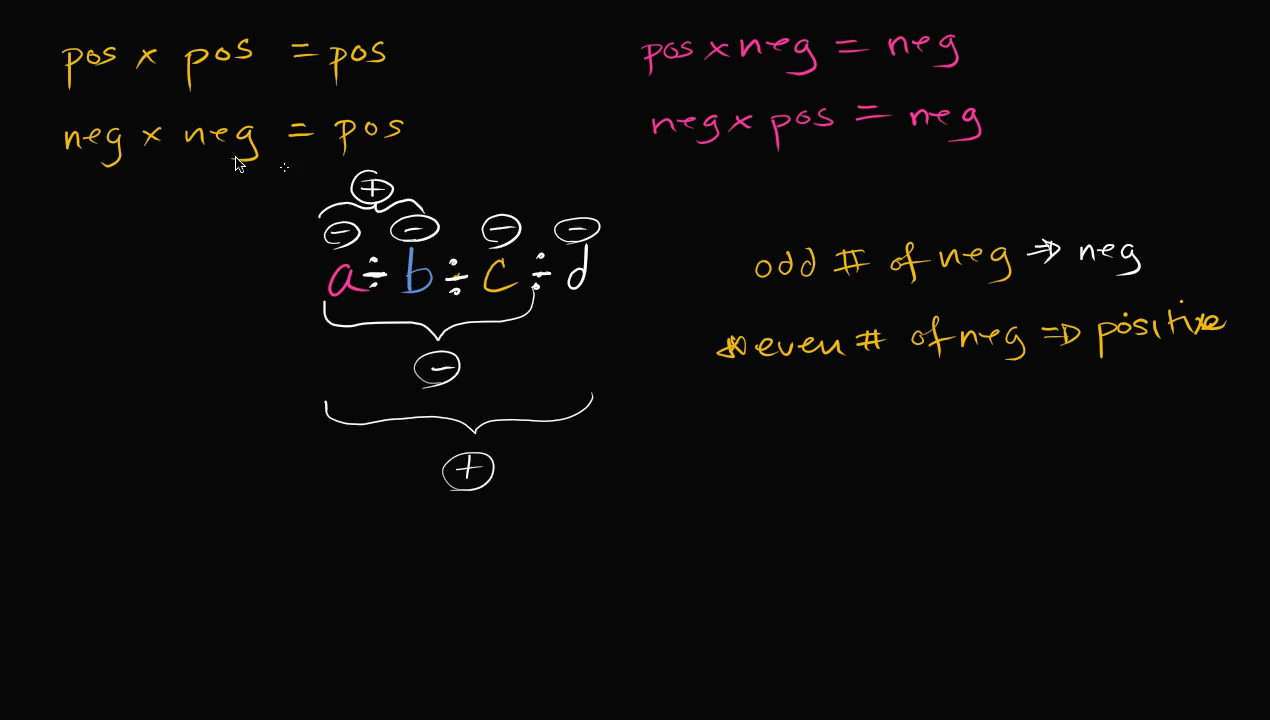 pos x pos = pos
pos x neg = neg
neg x neg = pos
neg x pos = neg
+
- - - -
a ÷ b ÷ c ÷ d
odd # of neg ⇒ neg
even # of neg ⇒ positive
-
+